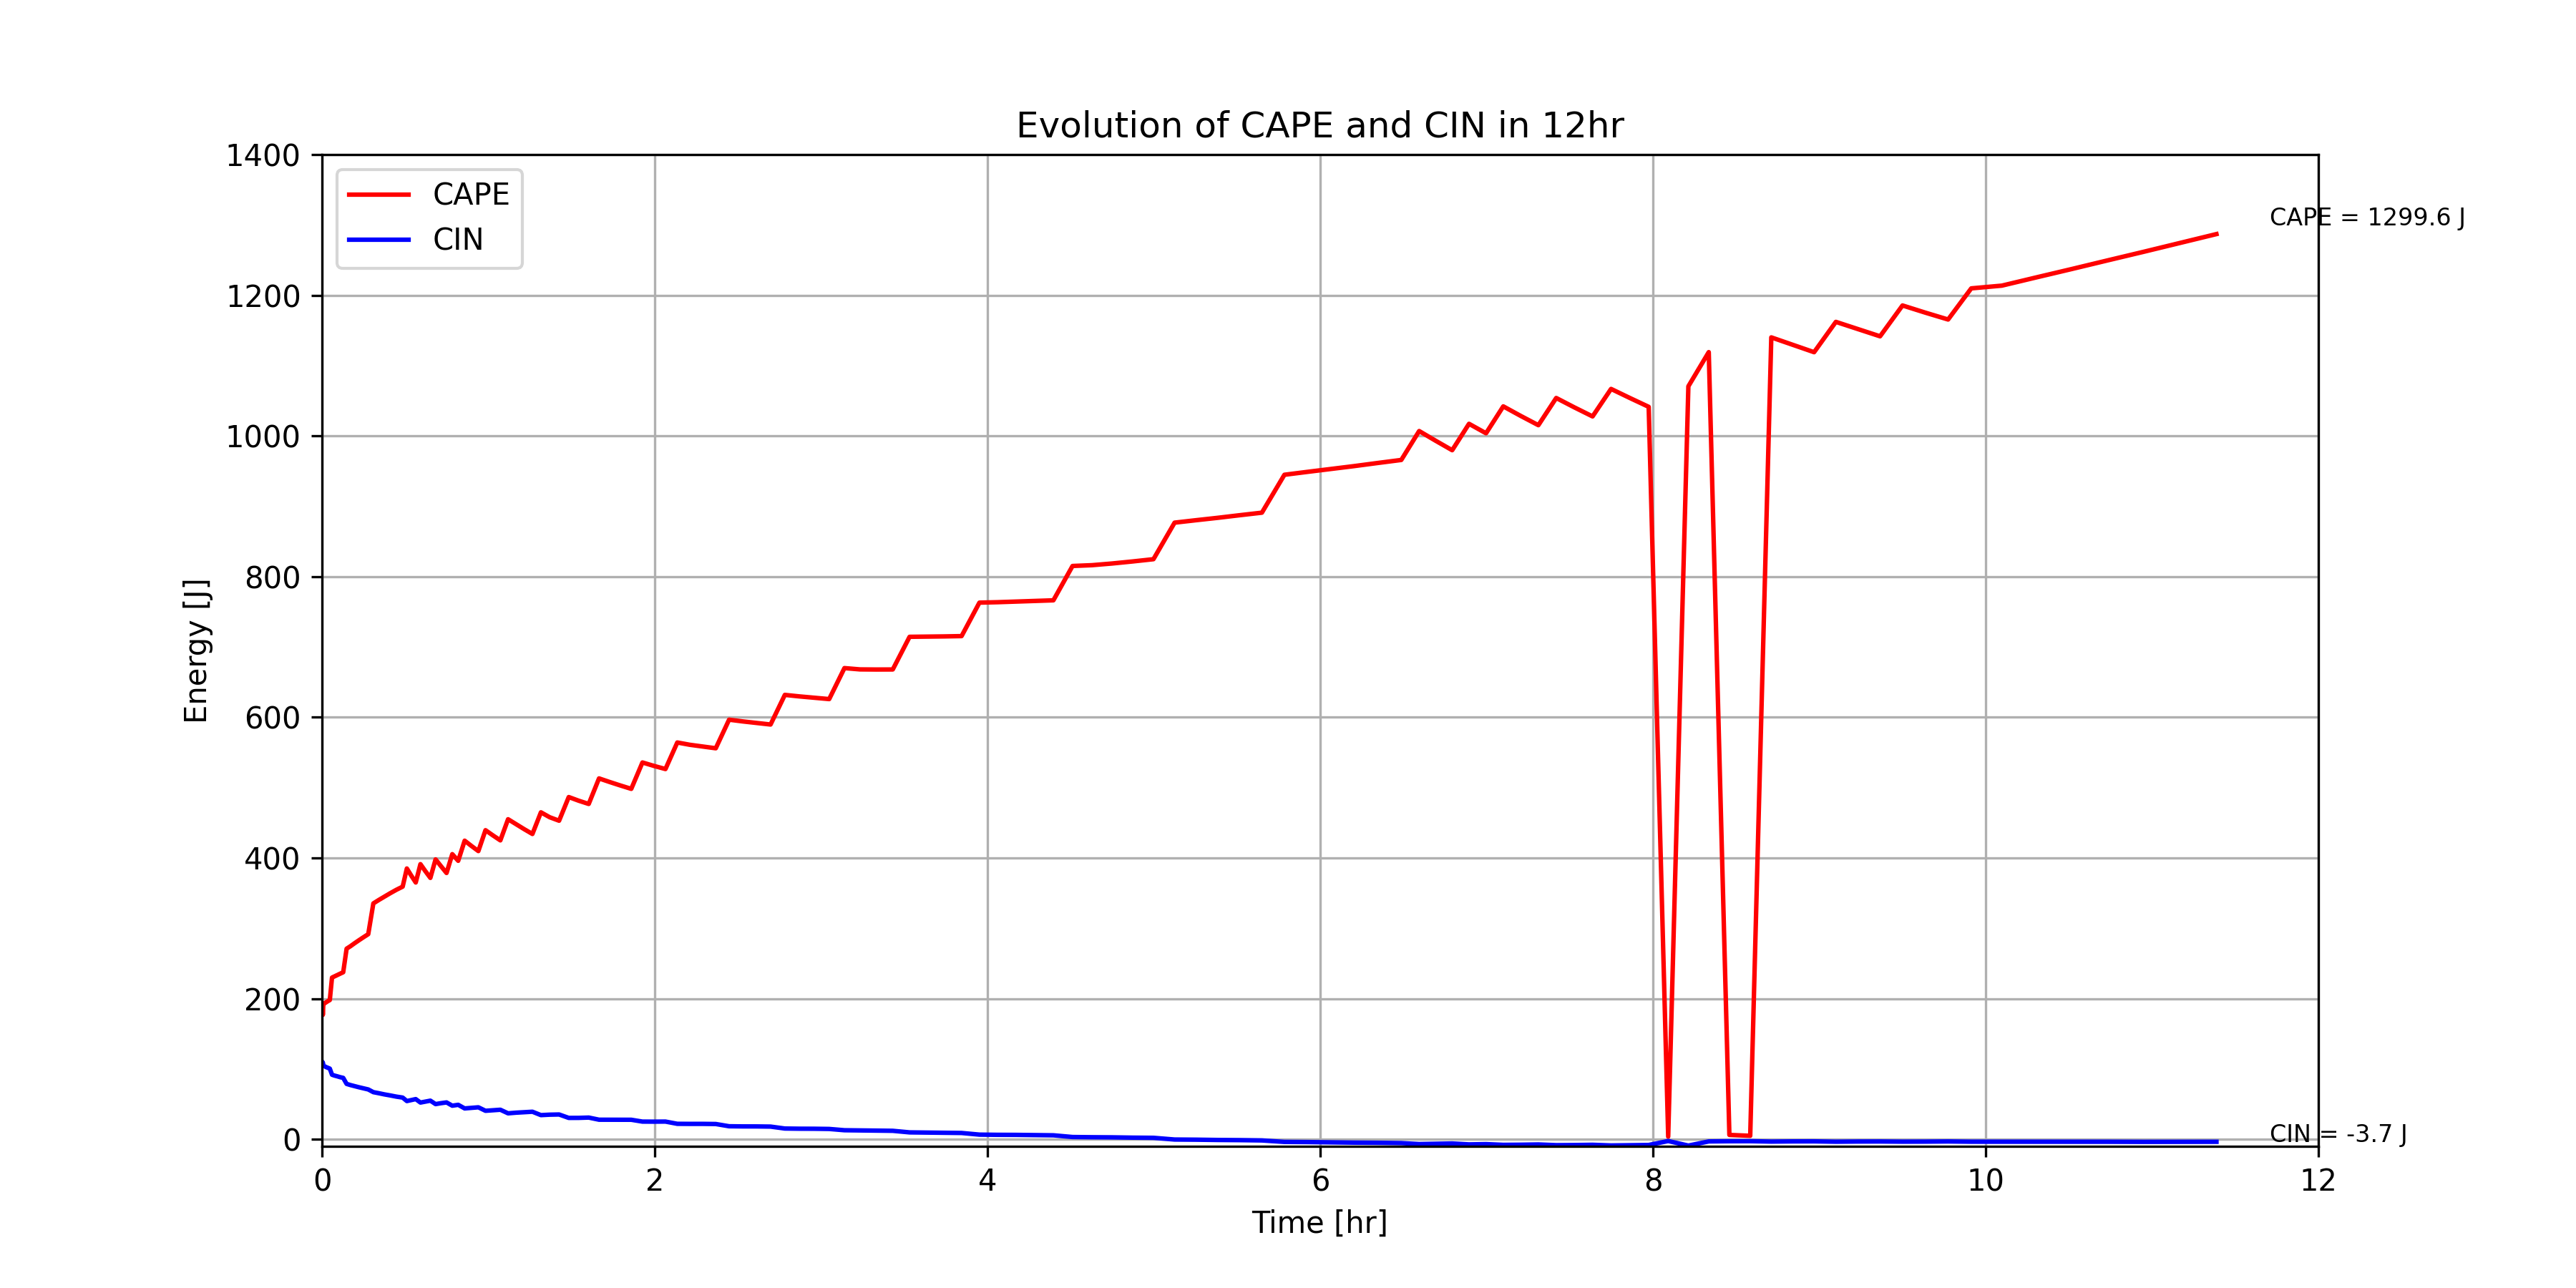 Evolution of CAPE and CIN in 12hr
1400
1200
1000
800
600
400
200
0
Energy [J]
CAPE
CIN
CAPE = 1299.6 J
CIN = -3.7 J
0 2 4 6 8 10 12
Time [hr]